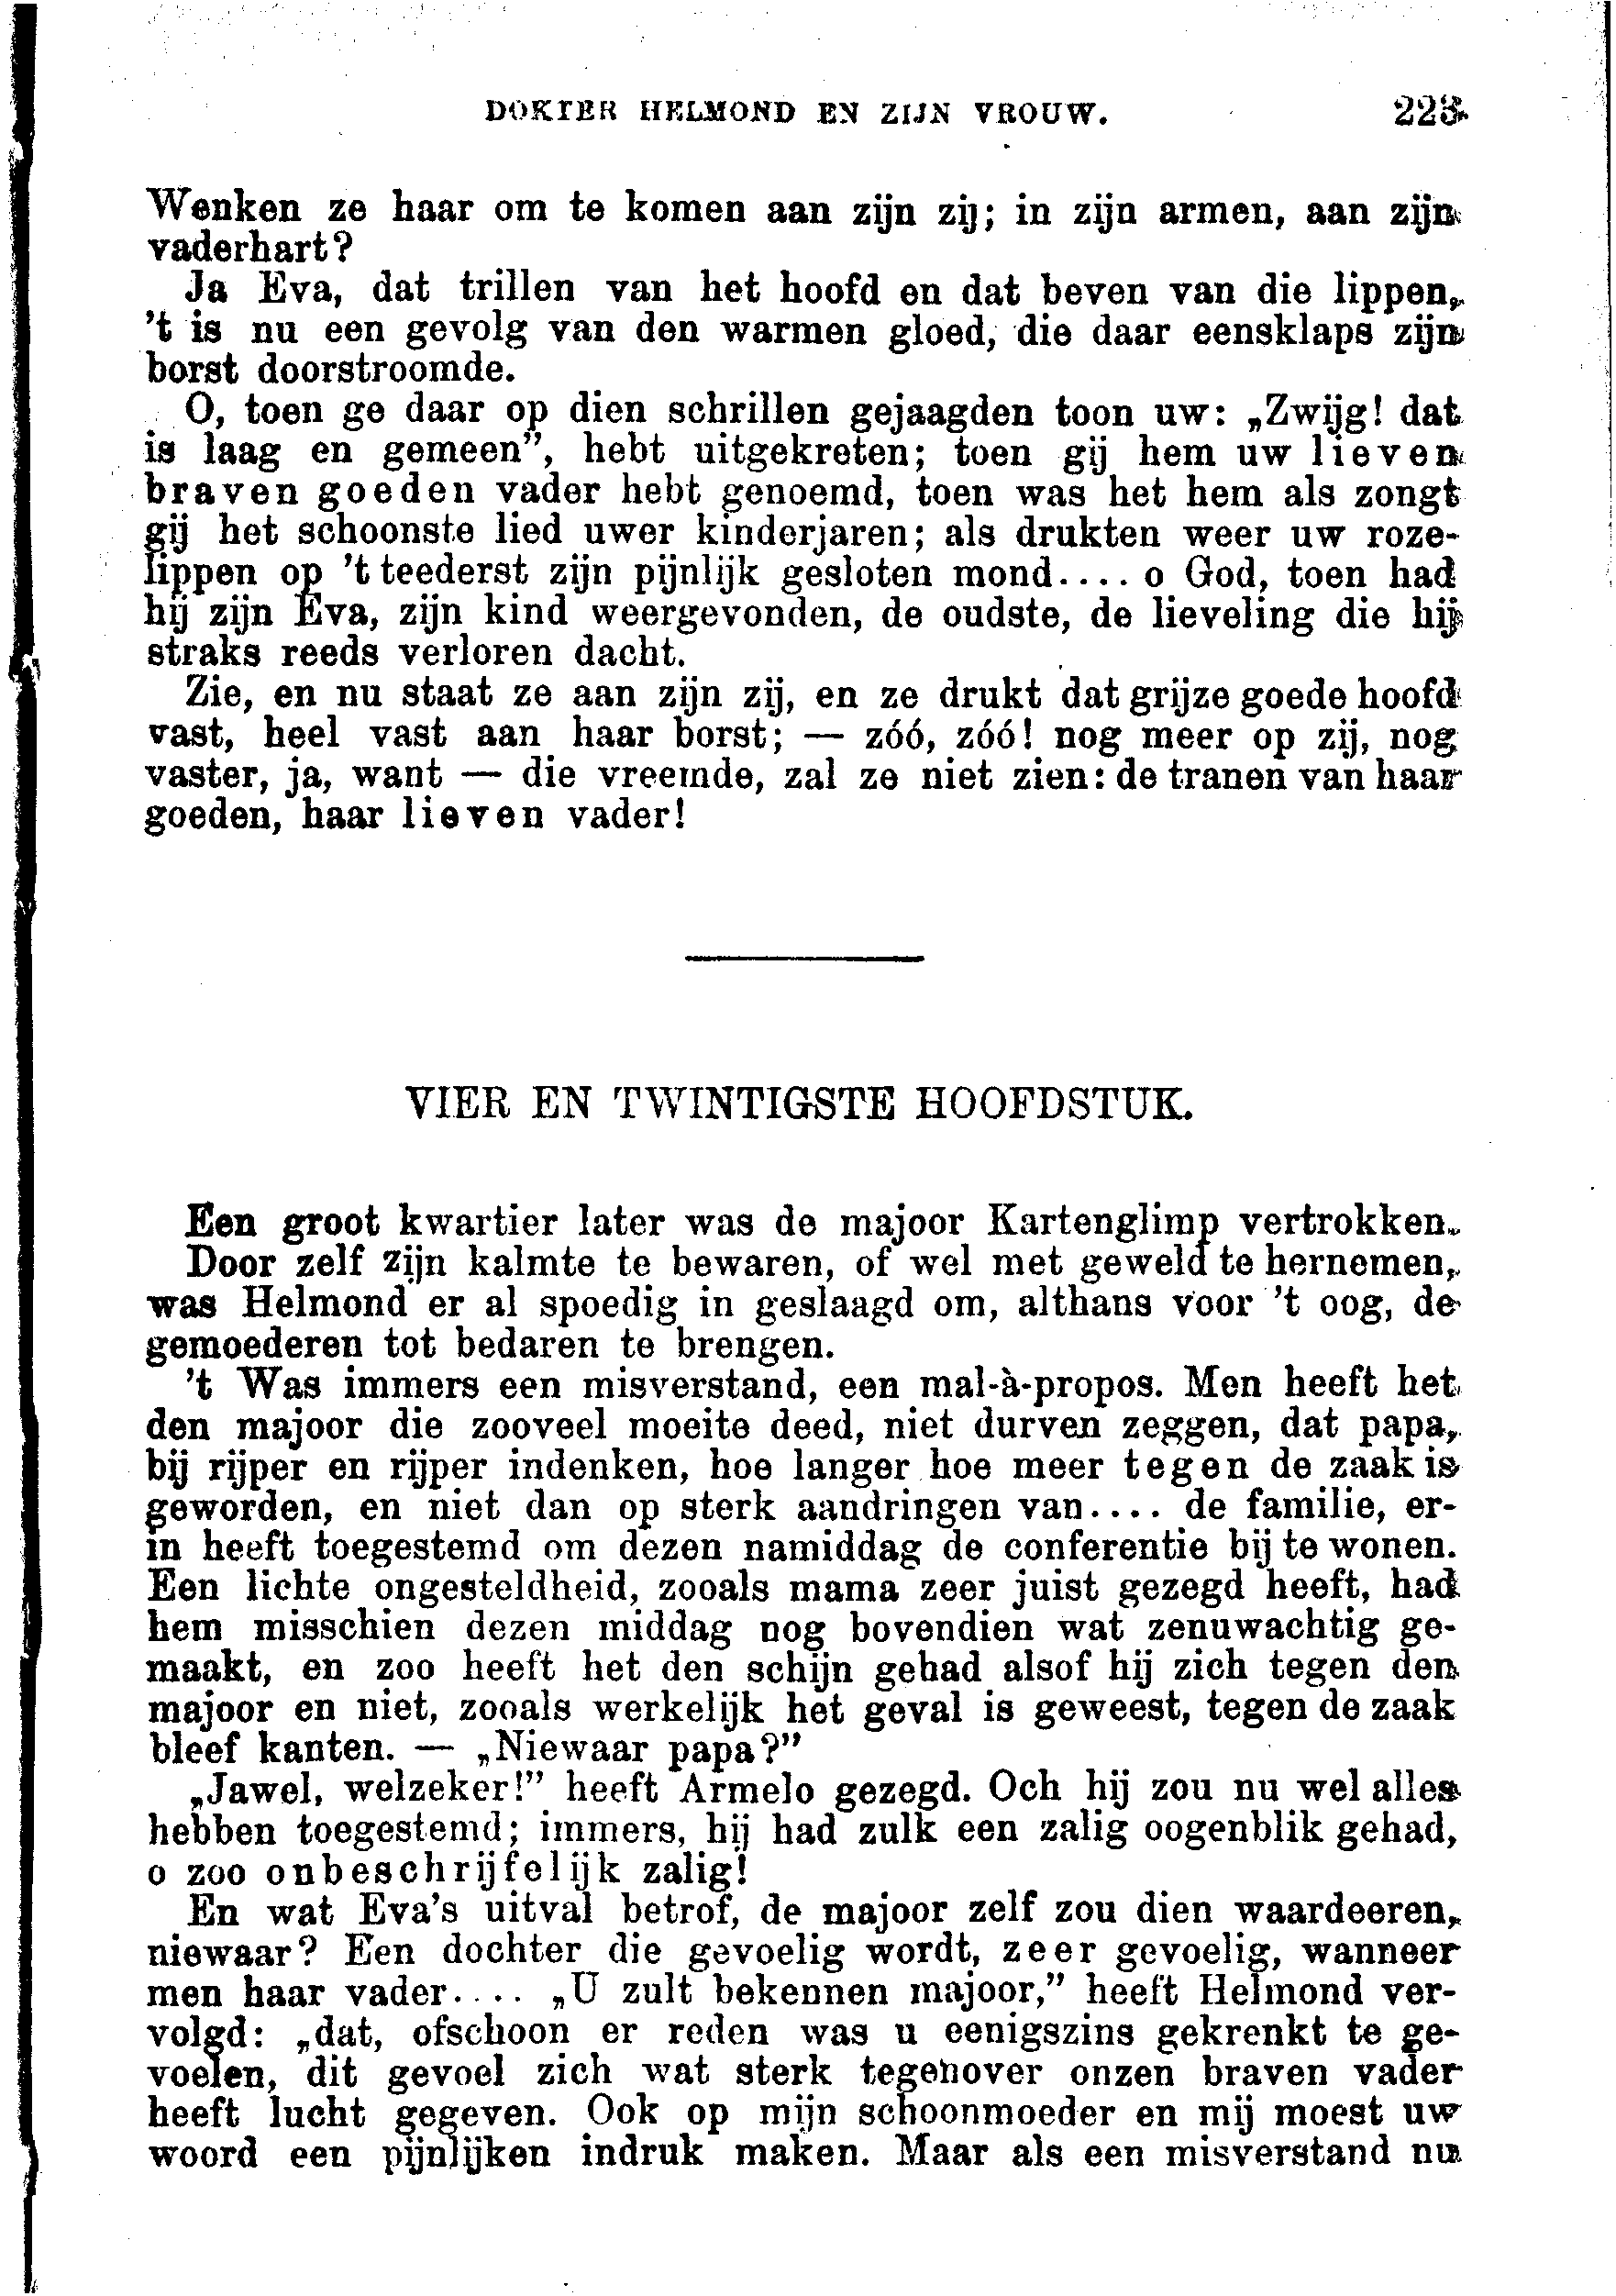 DOKTER HELMOND EN ZIJN VROUW. 223
Wenken ze haar om te komen aan zijn zij; in zijn armen, aan zijn
vaderhart?
Ja Eva, dat trillen van het hoofd en dat beven van die lippen,
't is nu een gevolg van den warmen gloed, die daar eensklaps zijn
borst doorstroomde.
O, toen ge daar op dien schrillen gejaagden toon uw: „Zwijg! dat
is laag en gemeen”, hebt uitgekreten; toen gij hem uw lieven
braven goeden vader hebt genoemd, toen was het hem als zongt
gij het schoonste lied uwer kinderjaren; als drukten weer uw roze-
lippen op 't teederst zijn pijnlijk gesloten mond.... o God, toen had
hij zijn Eva, zijn kind weergevonden, de oudste, de lieveling die hij
straks reeds verloren dacht.
Zie, en nu staat ze aan zijn zij, en ze drukt dat grijze goede hoofd
vast, heel vast aan haar borst; — zóó, zóó! nog meer op zij, nog
vaster, ja, want — die vreemde, zal ze niet zien: de tranen van haar
goeden, haar lieven vader!
VIER EN TWINTIGSTE HOOFDSTUK.
Een groot kwartier later was de majoor Kartenglimp vertrokken.
Door zelf zijn kalmte te bewaren, of wel met geweld te hernemen,
was Helmond er al spoedig in geslaagd om, althans voor 't oog, de
gemoederen tot bedaren te brengen.
't Was immers een misverstand, een mal-à-propos. Men heeft het
den majoor die zooveel moeite deed, niet durven zeggen, dat papa,
bij rijper en rijper indenken, hoe langer hoe meer tegen de zaak is
geworden, en niet dan op sterk aandringen van.... de familie, er-
in heeft toegestemd om dezen namiddag de conferentie bij te wonen.
Een lichte ongesteldheid, zooals mama zeer juist gezegd heeft, had
hem misschien dezen middag nog bovendien wat zenuwachtig ge-
maakt, en zoo heeft het den schijn gehad alsof hij zich tegen den
majoor en niet, zooals werkelijk het geval is geweest, tegen de zaak
bleef kanten. — „Niewaar papa?”
„Jawel, welzeker!” heeft Armelo gezegd. Och hij zou nu wel alles
hebben toegestemd; immers, hij had zulk een zalig oogenblik gehad,
o zoo onbeschrijfelijk zalig!
En wat Eva's uitval betrof, de majoor zelf zou dien waardeeren,
niewaar? Een dochter die gevoelig wordt, zeer gevoelig, wanneer
men haar vader.... „U zult bekennen majoor,” heeft Helmond ver-
volgd: „dat, ofschoon er reden was u eenigszins gekrenkt te ge-
voelen, dit gevoel zich wat sterk tegenover onzen braven vader
heeft lucht gegeven. Ook op mijn schoonmoeder en mij moest uw
woord een pijnlijken indruk maken. Maar als een misverstand nu